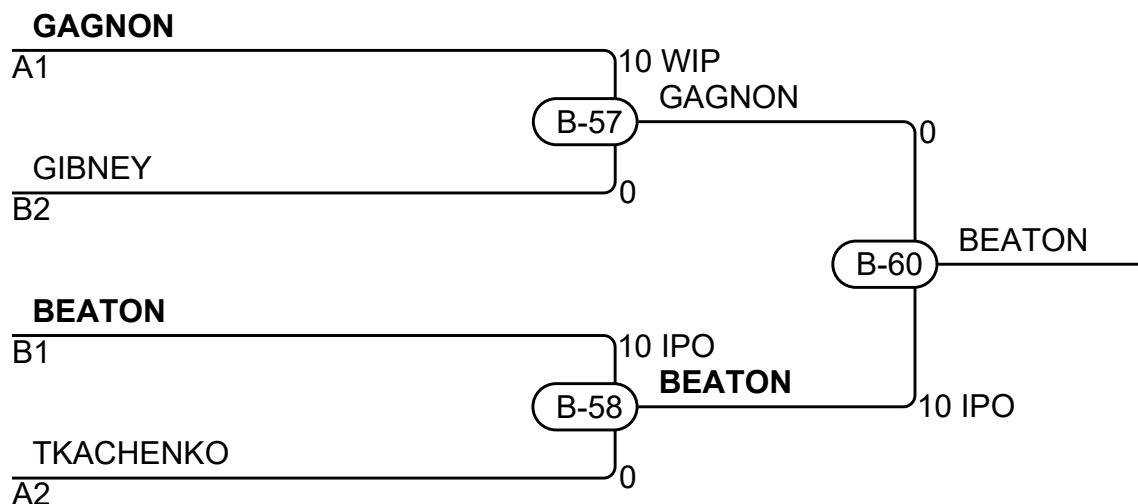 GAGNON
A1
10 WIP
GAGNON
B-57
0
GIBNEY
B2
0
BEATON
B-60
BEATON
B1
10 IPO
BEATON
B-58
10 IPO
TKACHENKO
A2
0